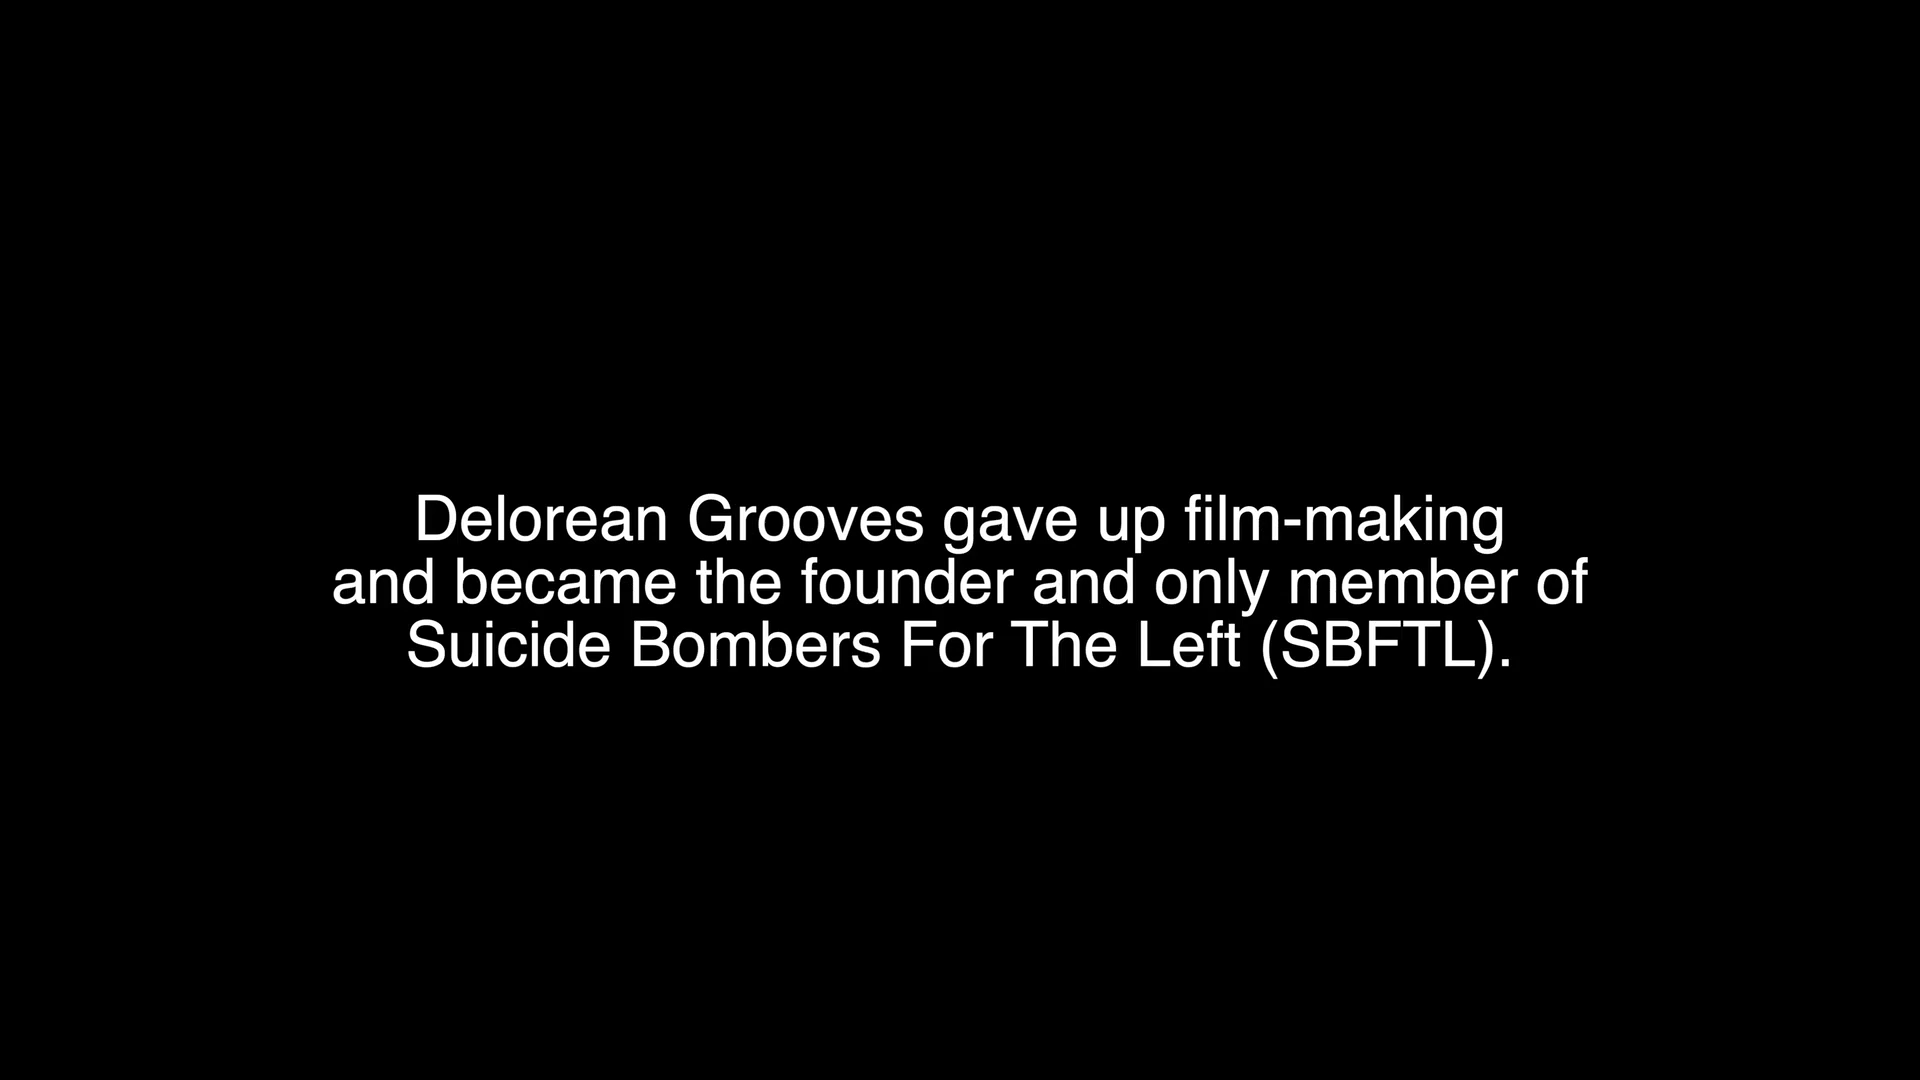 Delorean Grooves gave up film-making
and became the founder and only member of
Suicide Bombers For The Left (SBFTL).